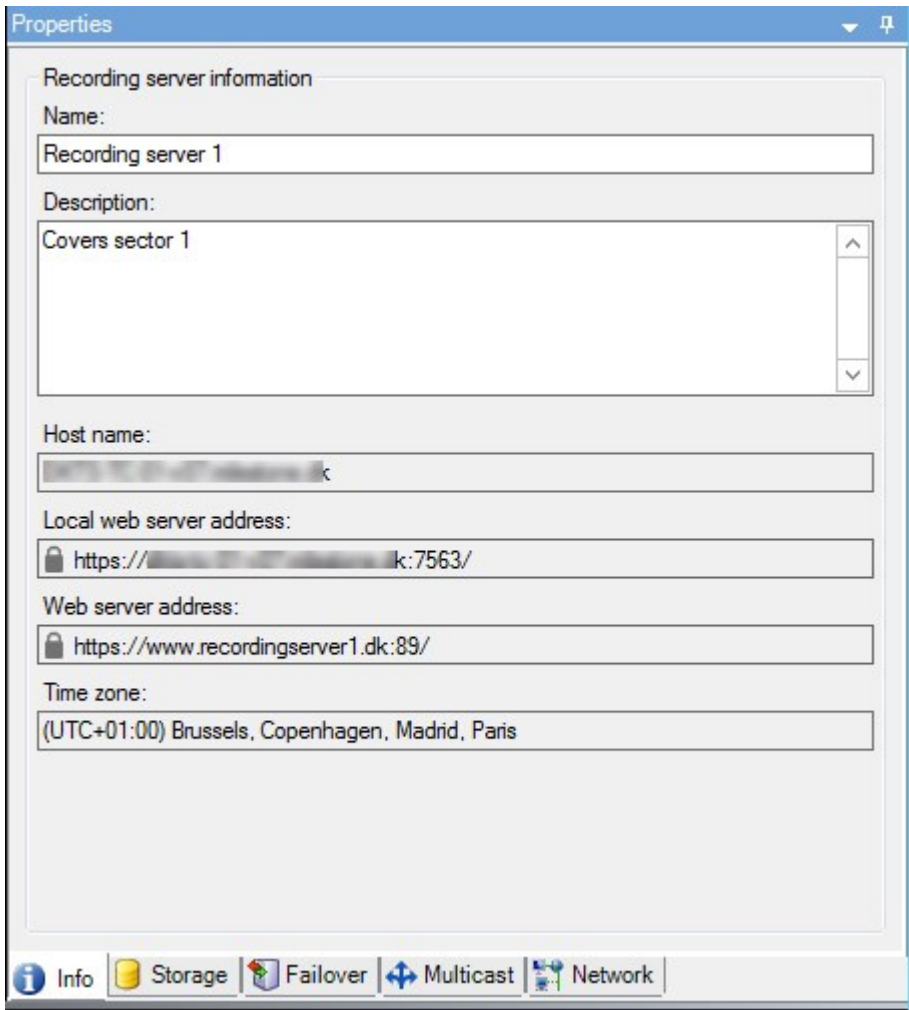 Properties
Recording server information
Name:
Recording server 1
Description:
Covers sector 1
Host name:
k
Local web server address:
https:// k:7563/
Web server address:
https://www.recordingserver1.dk:89/
Time zone:
(UTC+01:00) Brussels, Copenhagen, Madrid, Paris
Info Storage Failover Multicast Network